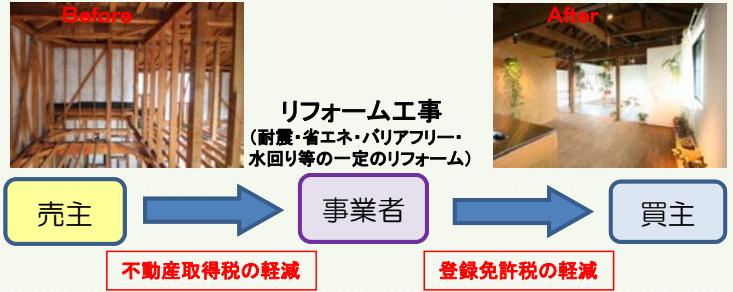 Before
After
リフォーム工事
(耐震・省エネ・バリアフリー・
水回り等の一定のリフォーム)
売主
事業者
買主
不動産取得税の軽減
登録免許税の軽減